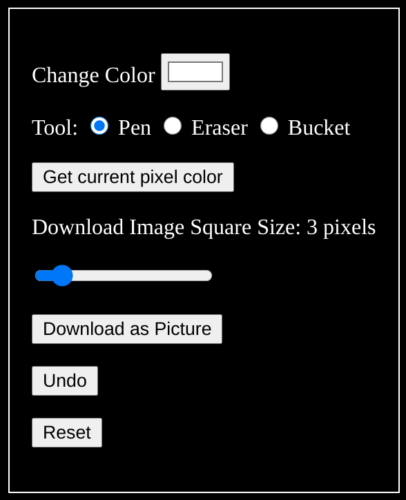 Change Color
Tool: Pen Eraser Bucket
Get current pixel color
Download Image Square Size: 3 pixels
Download as Picture
Undo
Reset